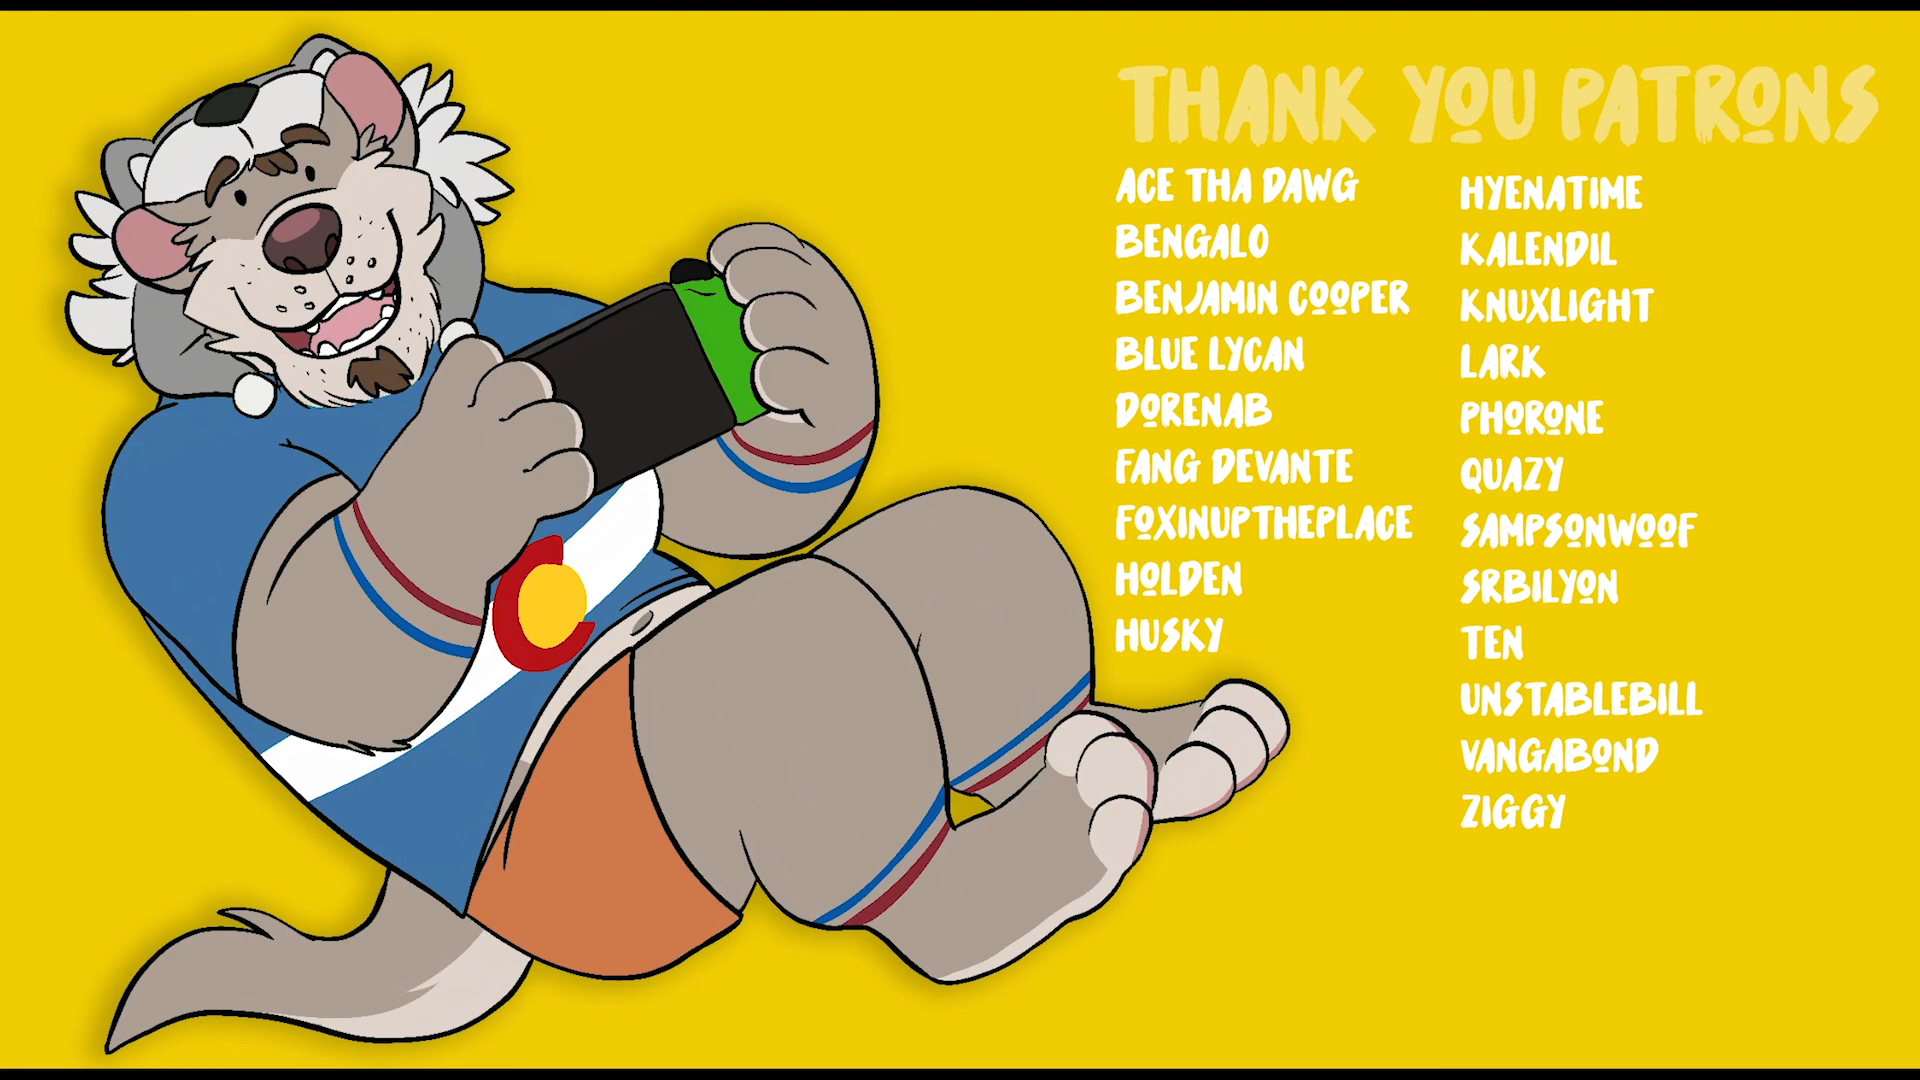 THANK YOU PATRONS
ACE THA DAWG
BENGALO
BENJAMIN COOPER
BLUE LYCAN
DORENAB
FANG DEVANTE
FOXINUPTHEPLACE
HOLDEN
HUSKY
HYENATIME
KALENDIL
KNUXLIGHT
LARK
PHORONE
QUAZY
SAMPSONWOOF
SRBILYON
TEN
UNSTABLEBILL
VANGABOND
ZIGGY